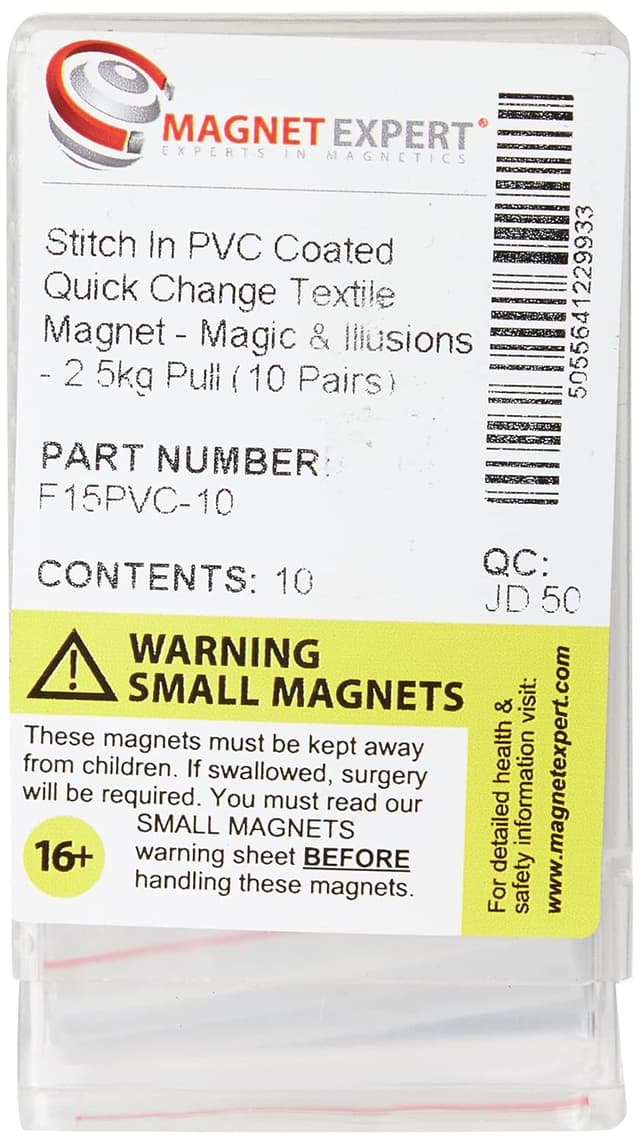 MAGNET EXPERT®
EXPERTS IN MAGNETICS
Stitch In PVC Coated
Quick Change Textile
Magnet - Magic & Illusions
- 2 5kg Pull (10 Pairs)
PART NUMBER:
F15PVC-10
CONTENTS: 10
5055641229933
QC:
JD 50
WARNING
SMALL MAGNETS
These magnets must be kept away
from children. If swallowed, surgery
will be required. You must read our
SMALL MAGNETS
warning sheet BEFORE
handling these magnets.
16+
For detailed health &
safety information visit:
www.magnetexpert.com